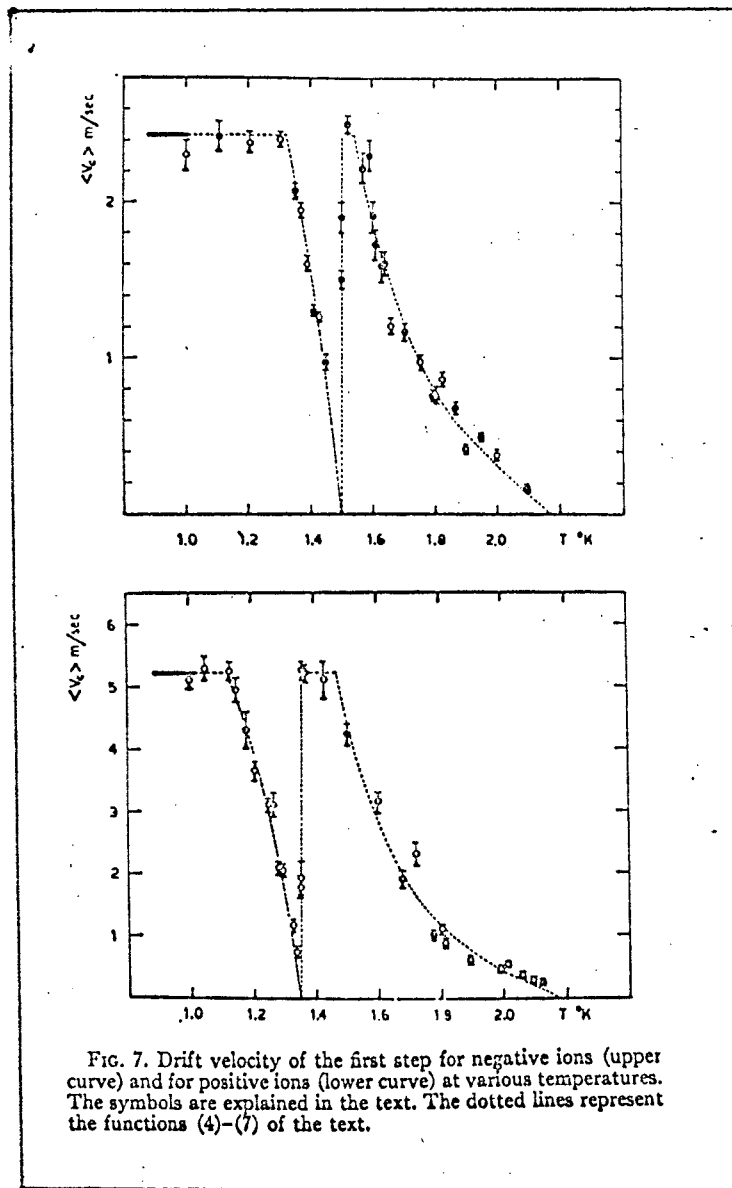 <Vc> m/sec
2
1
1.0 1.2 1.4 1.6 1.8 2.0 T °K
<Vc> m/sec
6
5
4
3
2
1
1.0 1.2 1.4 1.6 1.8 2.0 T °K
FIG. 7. Drift velocity of the first step for negative ions (upper
curve) and for positive ions (lower curve) at various temperatures.
The symbols are explained in the text. The dotted lines represent
the functions (4)–(7) of the text.